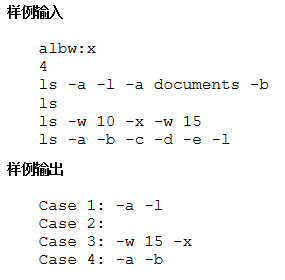 样例输入
albw:x
4
ls -a -l -a documents -b
ls
ls -w 10 -x -w 15
ls -a -b -c -d -e -l
样例输出
Case 1: -a -l
Case 2:
Case 3: -w 15 -x
Case 4: -a -b